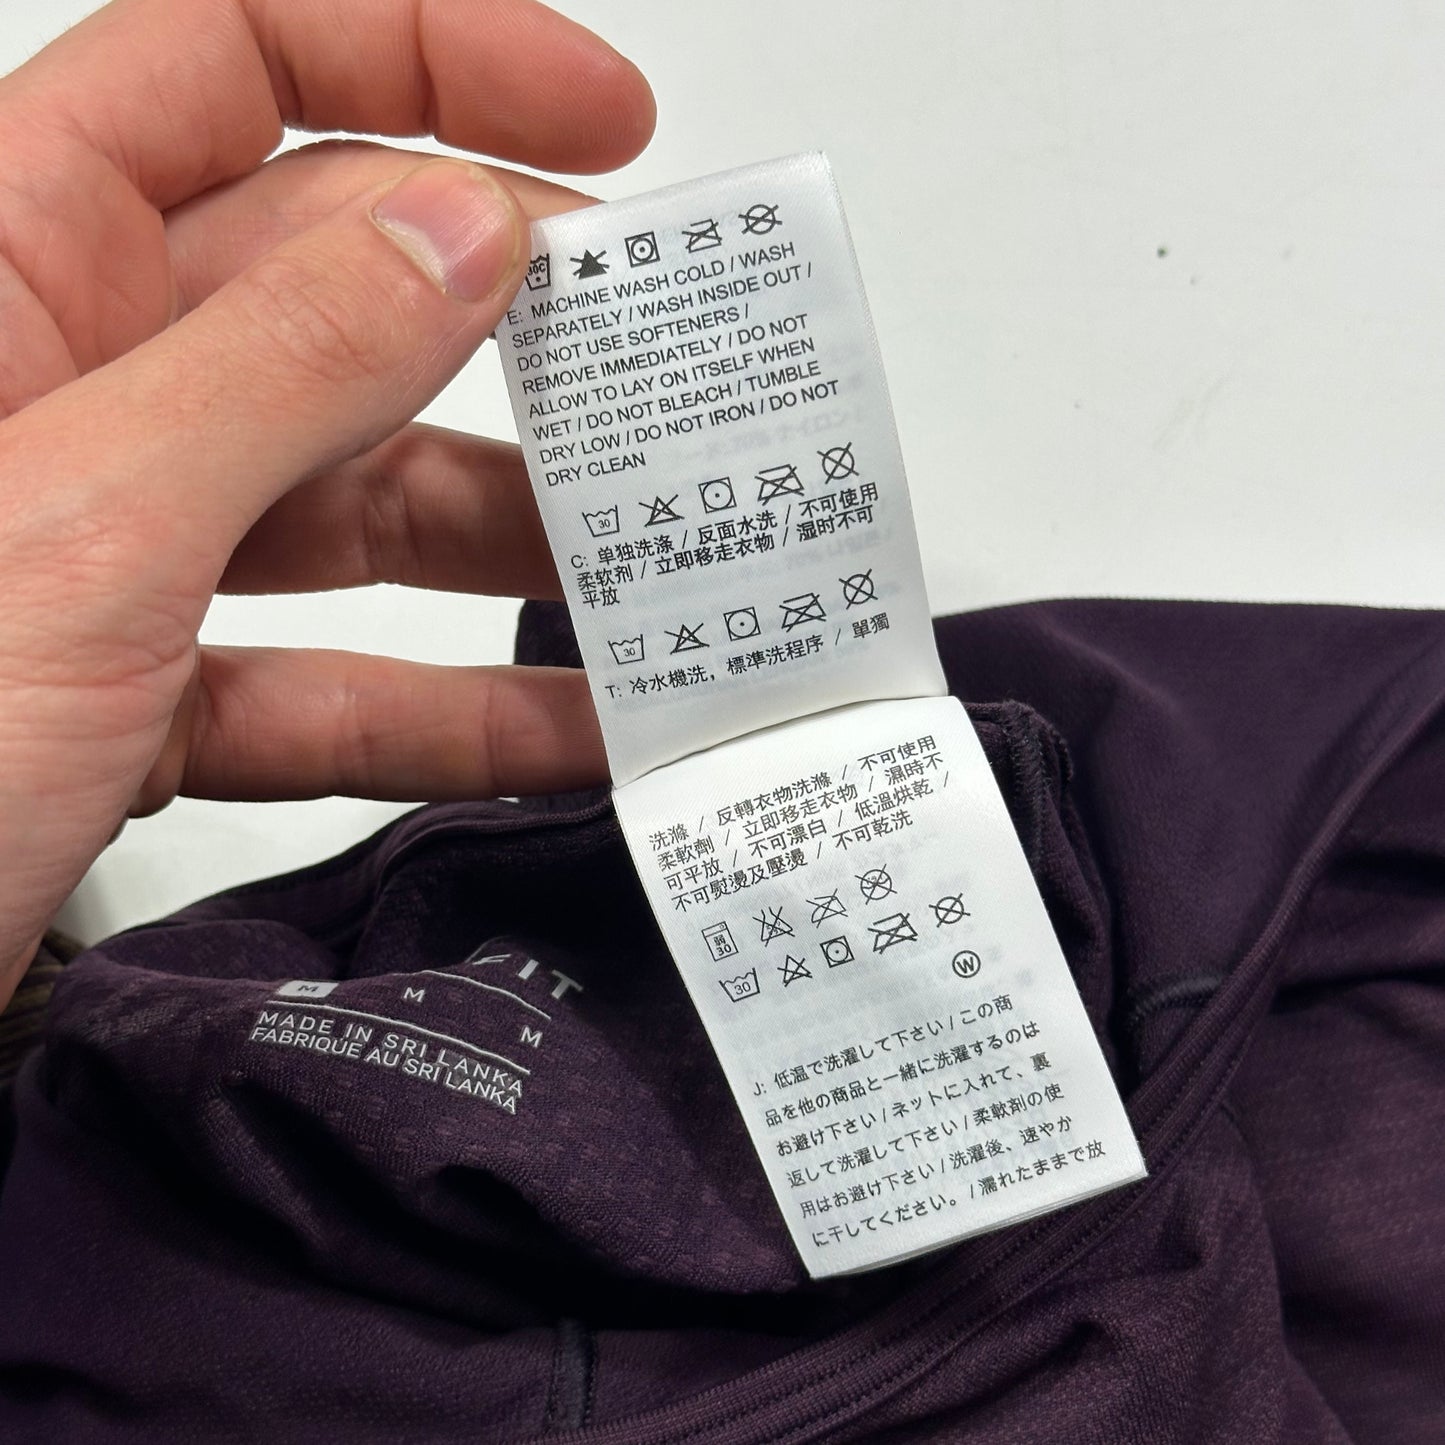 30C
E: MACHINE WASH COLD / WASH
SEPARATELY / WASH INSIDE OUT /
DO NOT USE SOFTENERS /
REMOVE IMMEDIATELY / DO NOT
ALLOW TO LAY ON ITSELF WHEN
WET / DO NOT BLEACH / TUMBLE
DRY LOW / DO NOT IRON / DO NOT
DRY CLEAN
30
C: 单独洗涤 / 反面水洗 / 不可使用
柔软剂 / 立即移走衣物 / 湿时不可
平放
30
T: 冷水機洗，標準洗程序 / 單獨
洗滌 / 反轉衣物洗滌 / 不可使用
柔軟劑 / 立即移走衣物 / 濕時不
可平放 / 不可漂白 / 低溫烘乾 /
不可熨燙及壓燙 / 不可乾洗
弱
30
30
W
J: 低温で洗濯して下さい / この商
品を他の商品と一緒に洗濯するのは
お避け下さい / ネットに入れて、裏
返して洗濯して下さい / 柔軟剤の使
用はお避け下さい / 洗濯後、速やか
に干してください。 / 濡れたままで放
FIT
M M M
MADE IN SRI LANKA
FABRIQUE AU SRI LANKA